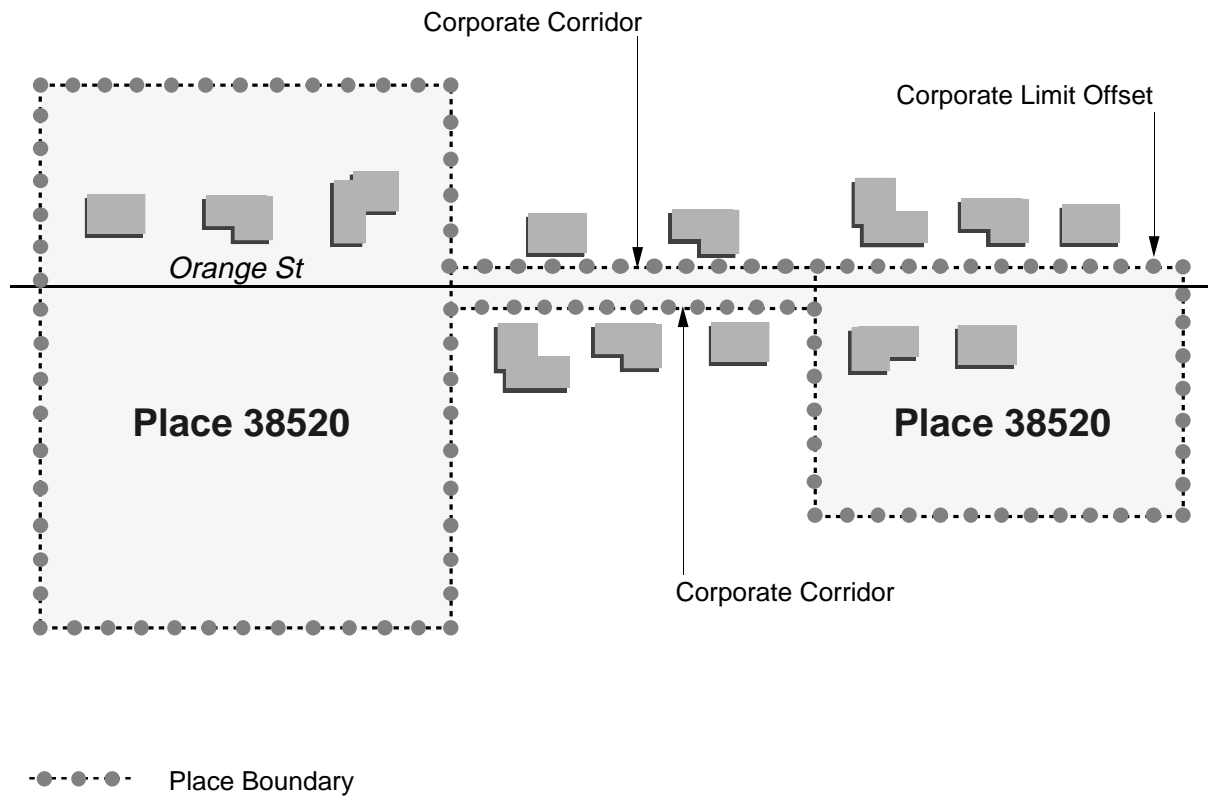 Corporate Corridor
Corporate Limit Offset
Orange St
Place 38520
Place 38520
Corporate Corridor
Place Boundary